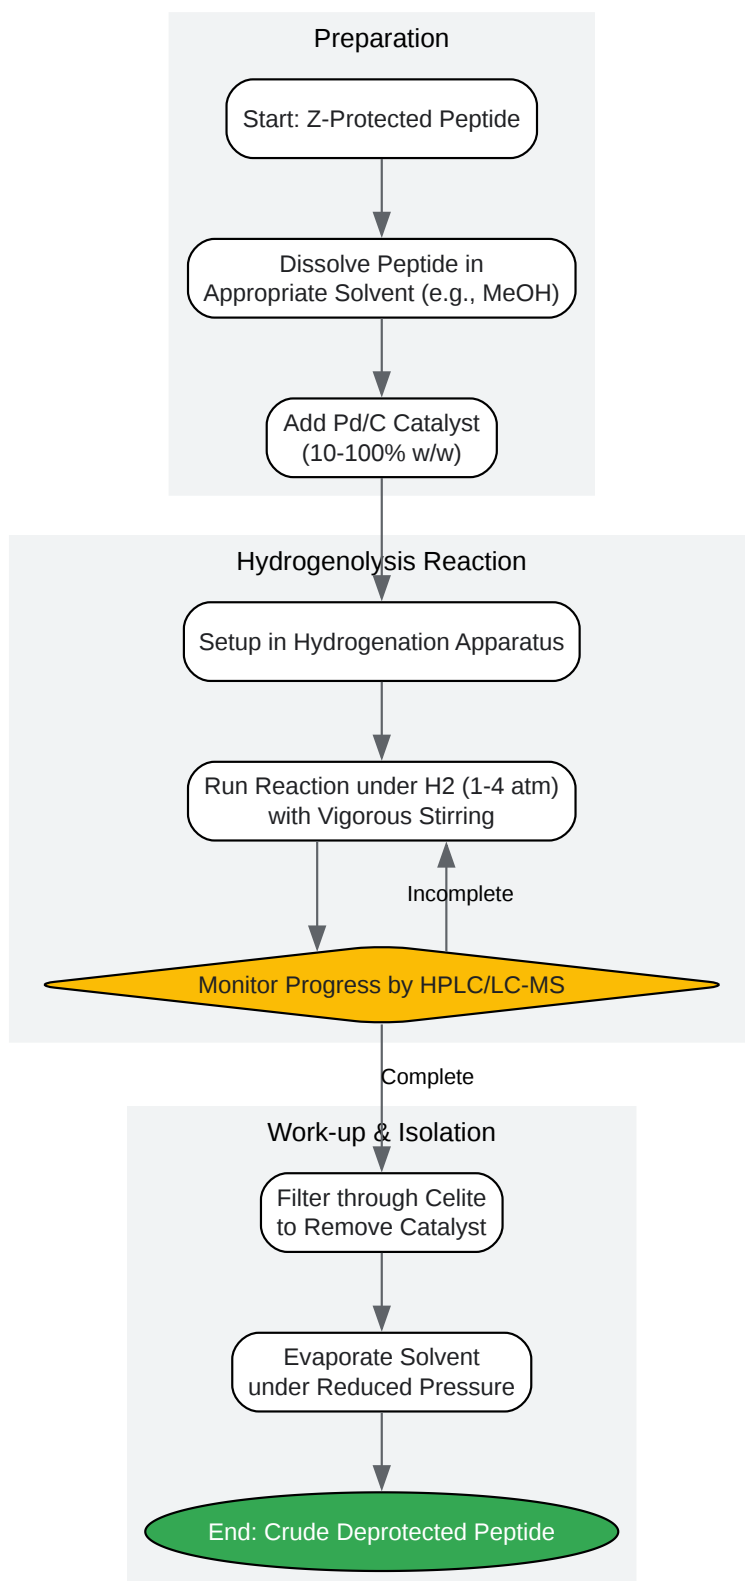 Preparation
Start: Z-Protected Peptide
Dissolve Peptide in
Appropriate Solvent (e.g., MeOH)
Add Pd/C Catalyst
(10-100% w/w)
Hydrogenolysis Reaction
Setup in Hydrogenation Apparatus
Run Reaction under H2 (1-4 atm)
with Vigorous Stirring
Incomplete
Monitor Progress by HPLC/LC-MS
Complete
Work-up & Isolation
Filter through Celite
to Remove Catalyst
Evaporate Solvent
under Reduced Pressure
End: Crude Deprotected Peptide